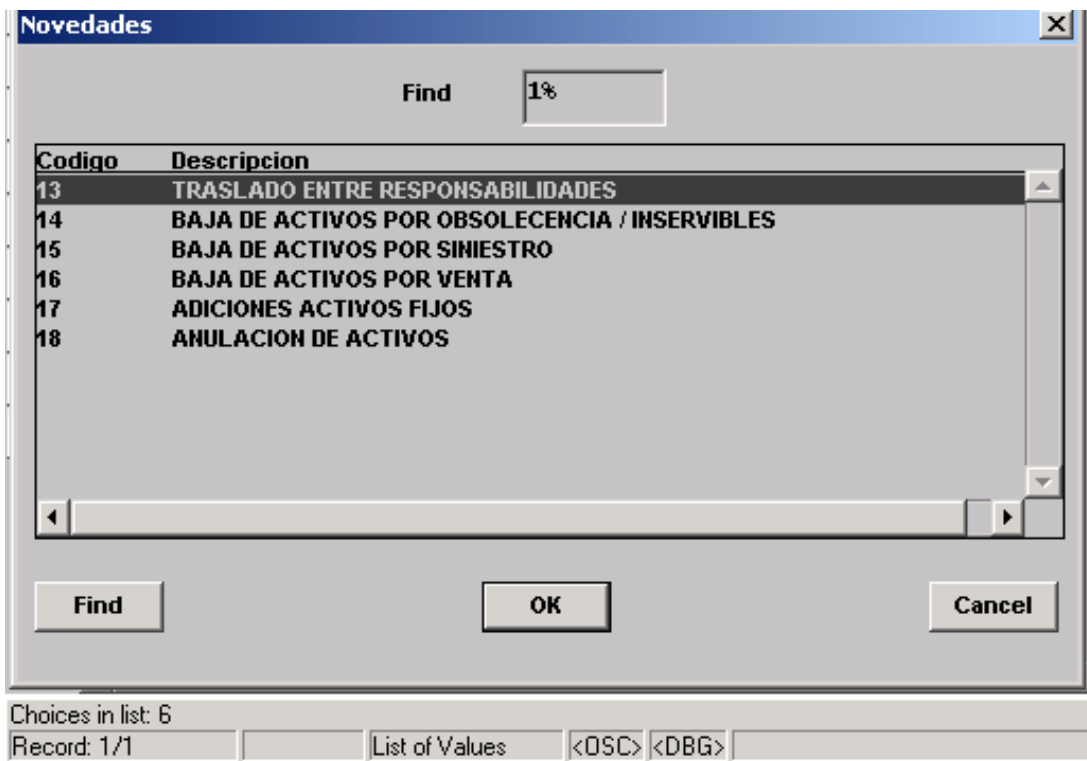 Novedades
Find 1%
Codigo Descripcion
13 TRASLADO ENTRE RESPONSABILIDADES
14 BAJA DE ACTIVOS POR OBSOLECENCIA / INSERVIBLES
15 BAJA DE ACTIVOS POR SINIESTRO
16 BAJA DE ACTIVOS POR VENTA
17 ADICIONES ACTIVOS FIJOS
18 ANULACION DE ACTIVOS
Find OK Cancel
Choices in list: 6
Record: 1/1 List of Values <OSC> <DBG>